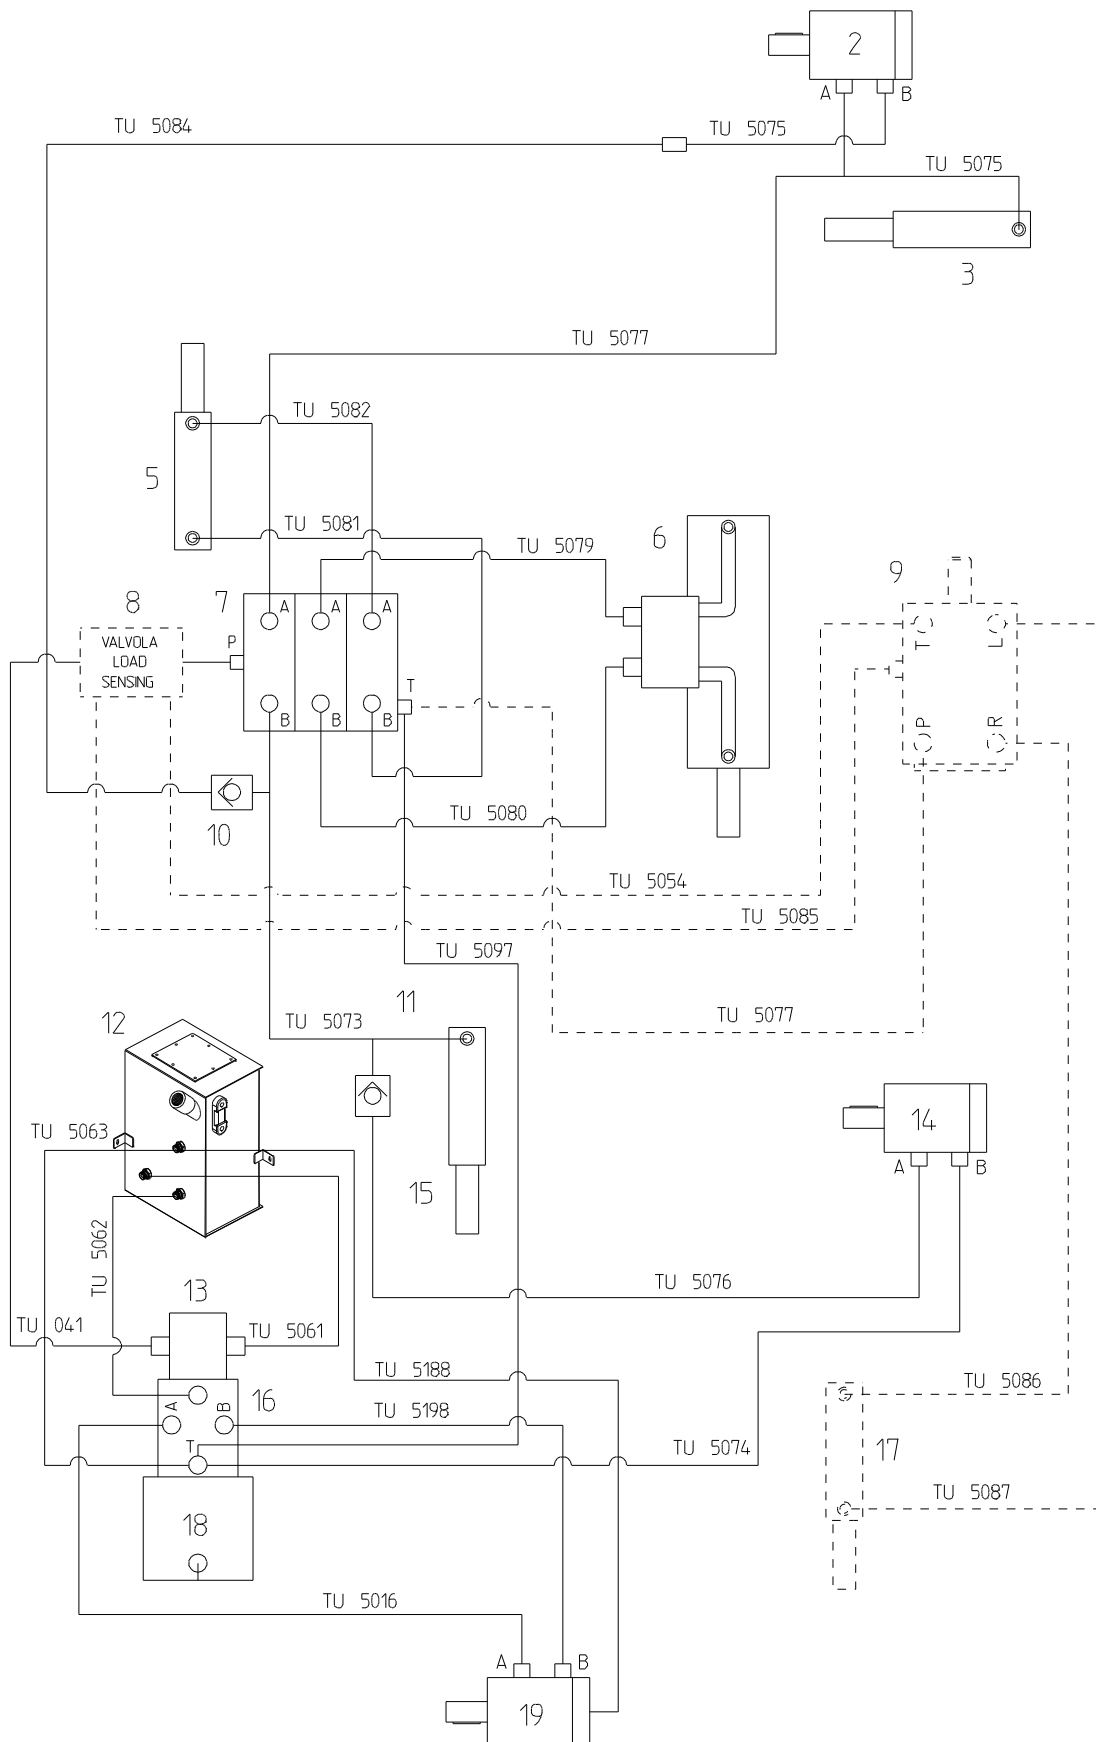 2
A
B
TU 5084
TU 5075
TU 5075
3
TU 5077
TU 5082
5
TU 5081
TU 5079
6
9
8
7
A
A
A
VALVOLA
LOAD
SENSING
P
T
T
L
B
B
B
P
R
10
TU 5080
TU 5054
TU 5085
TU 5097
11
TU 5073
TU 5077
12
14
TU 5063
A
B
15
TU 5062
TU 5076
13
TU 041
TU 5061
TU 5188
TU 5086
16
A
B
TU 5198
T
TU 5074
17
TU 5087
18
TU 5016
A
B
19